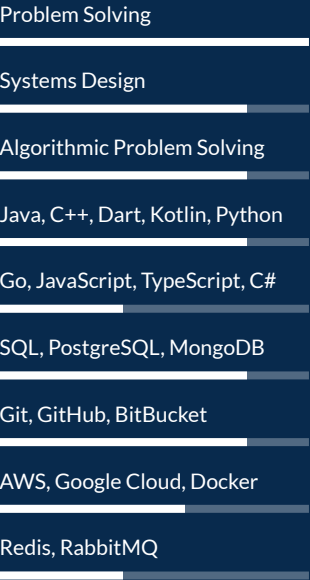 Problem Solving
Systems Design
Algorithmic Problem Solving
Java, C++, Dart, Kotlin, Python
Go, JavaScript, TypeScript, C#
SQL, PostgreSQL, MongoDB
Git, GitHub, BitBucket
AWS, Google Cloud, Docker
Redis, RabbitMQ